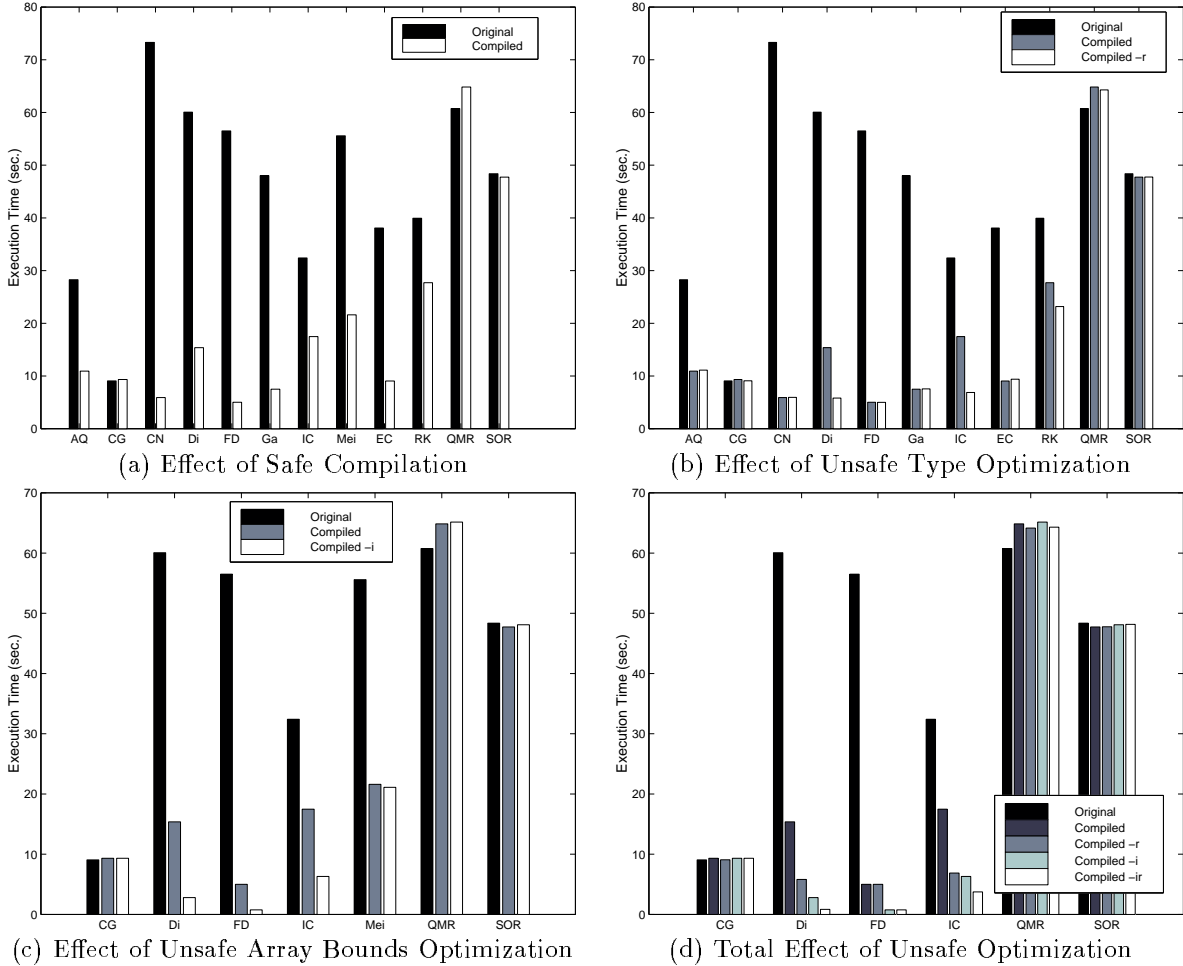 80
70
60
50
40
30
20
10
0
Execution Time (sec.)
Original
Compiled
AQ CG CN Di FD Ga IC Mei EC RK QMR SOR
(a) Effect of Safe Compilation
80
70
60
50
40
30
20
10
0
Execution Time (sec.)
Original
Compiled
Compiled −r
AQ CG CN Di FD Ga IC EC RK QMR SOR
(b) Effect of Unsafe Type Optimization
70
60
50
40
30
20
10
0
Execution Time (sec.)
Original
Compiled
Compiled −i
CG Di FD IC Mei QMR SOR
(c) Effect of Unsafe Array Bounds Optimization
70
60
50
40
30
20
10
0
Execution Time (sec.)
Original
Compiled
Compiled −r
Compiled −i
Compiled −ir
CG Di FD IC QMR SOR
(d) Total Effect of Unsafe Optimization